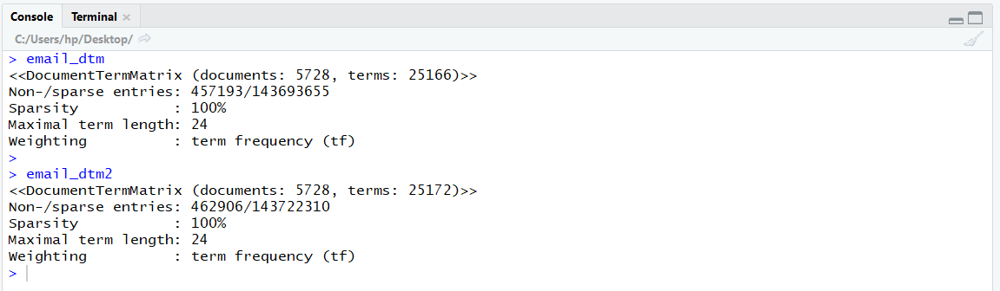 Console Terminal
C:/Users/hp/Desktop/
> email_dtm
<<DocumentTermMatrix (documents: 5728, terms: 25166)>>
Non-/sparse entries: 457193/143693655
Sparsity           : 100%
Maximal term length: 24
Weighting          : term frequency (tf)
>
> email_dtm2
<<DocumentTermMatrix (documents: 5728, terms: 25172)>>
Non-/sparse entries: 462906/143722310
Sparsity           : 100%
Maximal term length: 24
Weighting          : term frequency (tf)
>